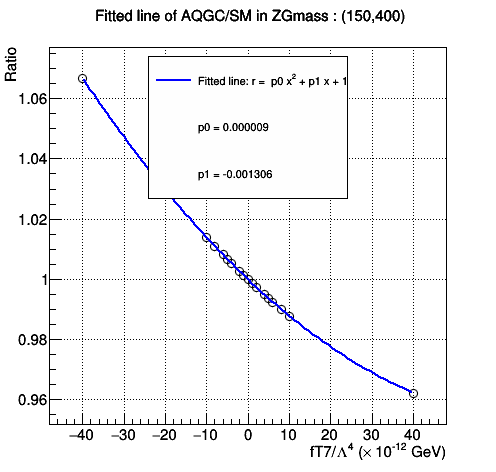 Fitted line of AQGC/SM in ZGmass : (150,400)
Ratio
Fitted line: r = p0 x² + p1 x + 1
p0 = 0.000009
p1 = -0.001306
1.06
1.04
1.02
1
0.98
0.96
−40 −30 −20 −10 0 10 20 30 40
fT7/Λ⁴ (× 10⁻¹² GeV)